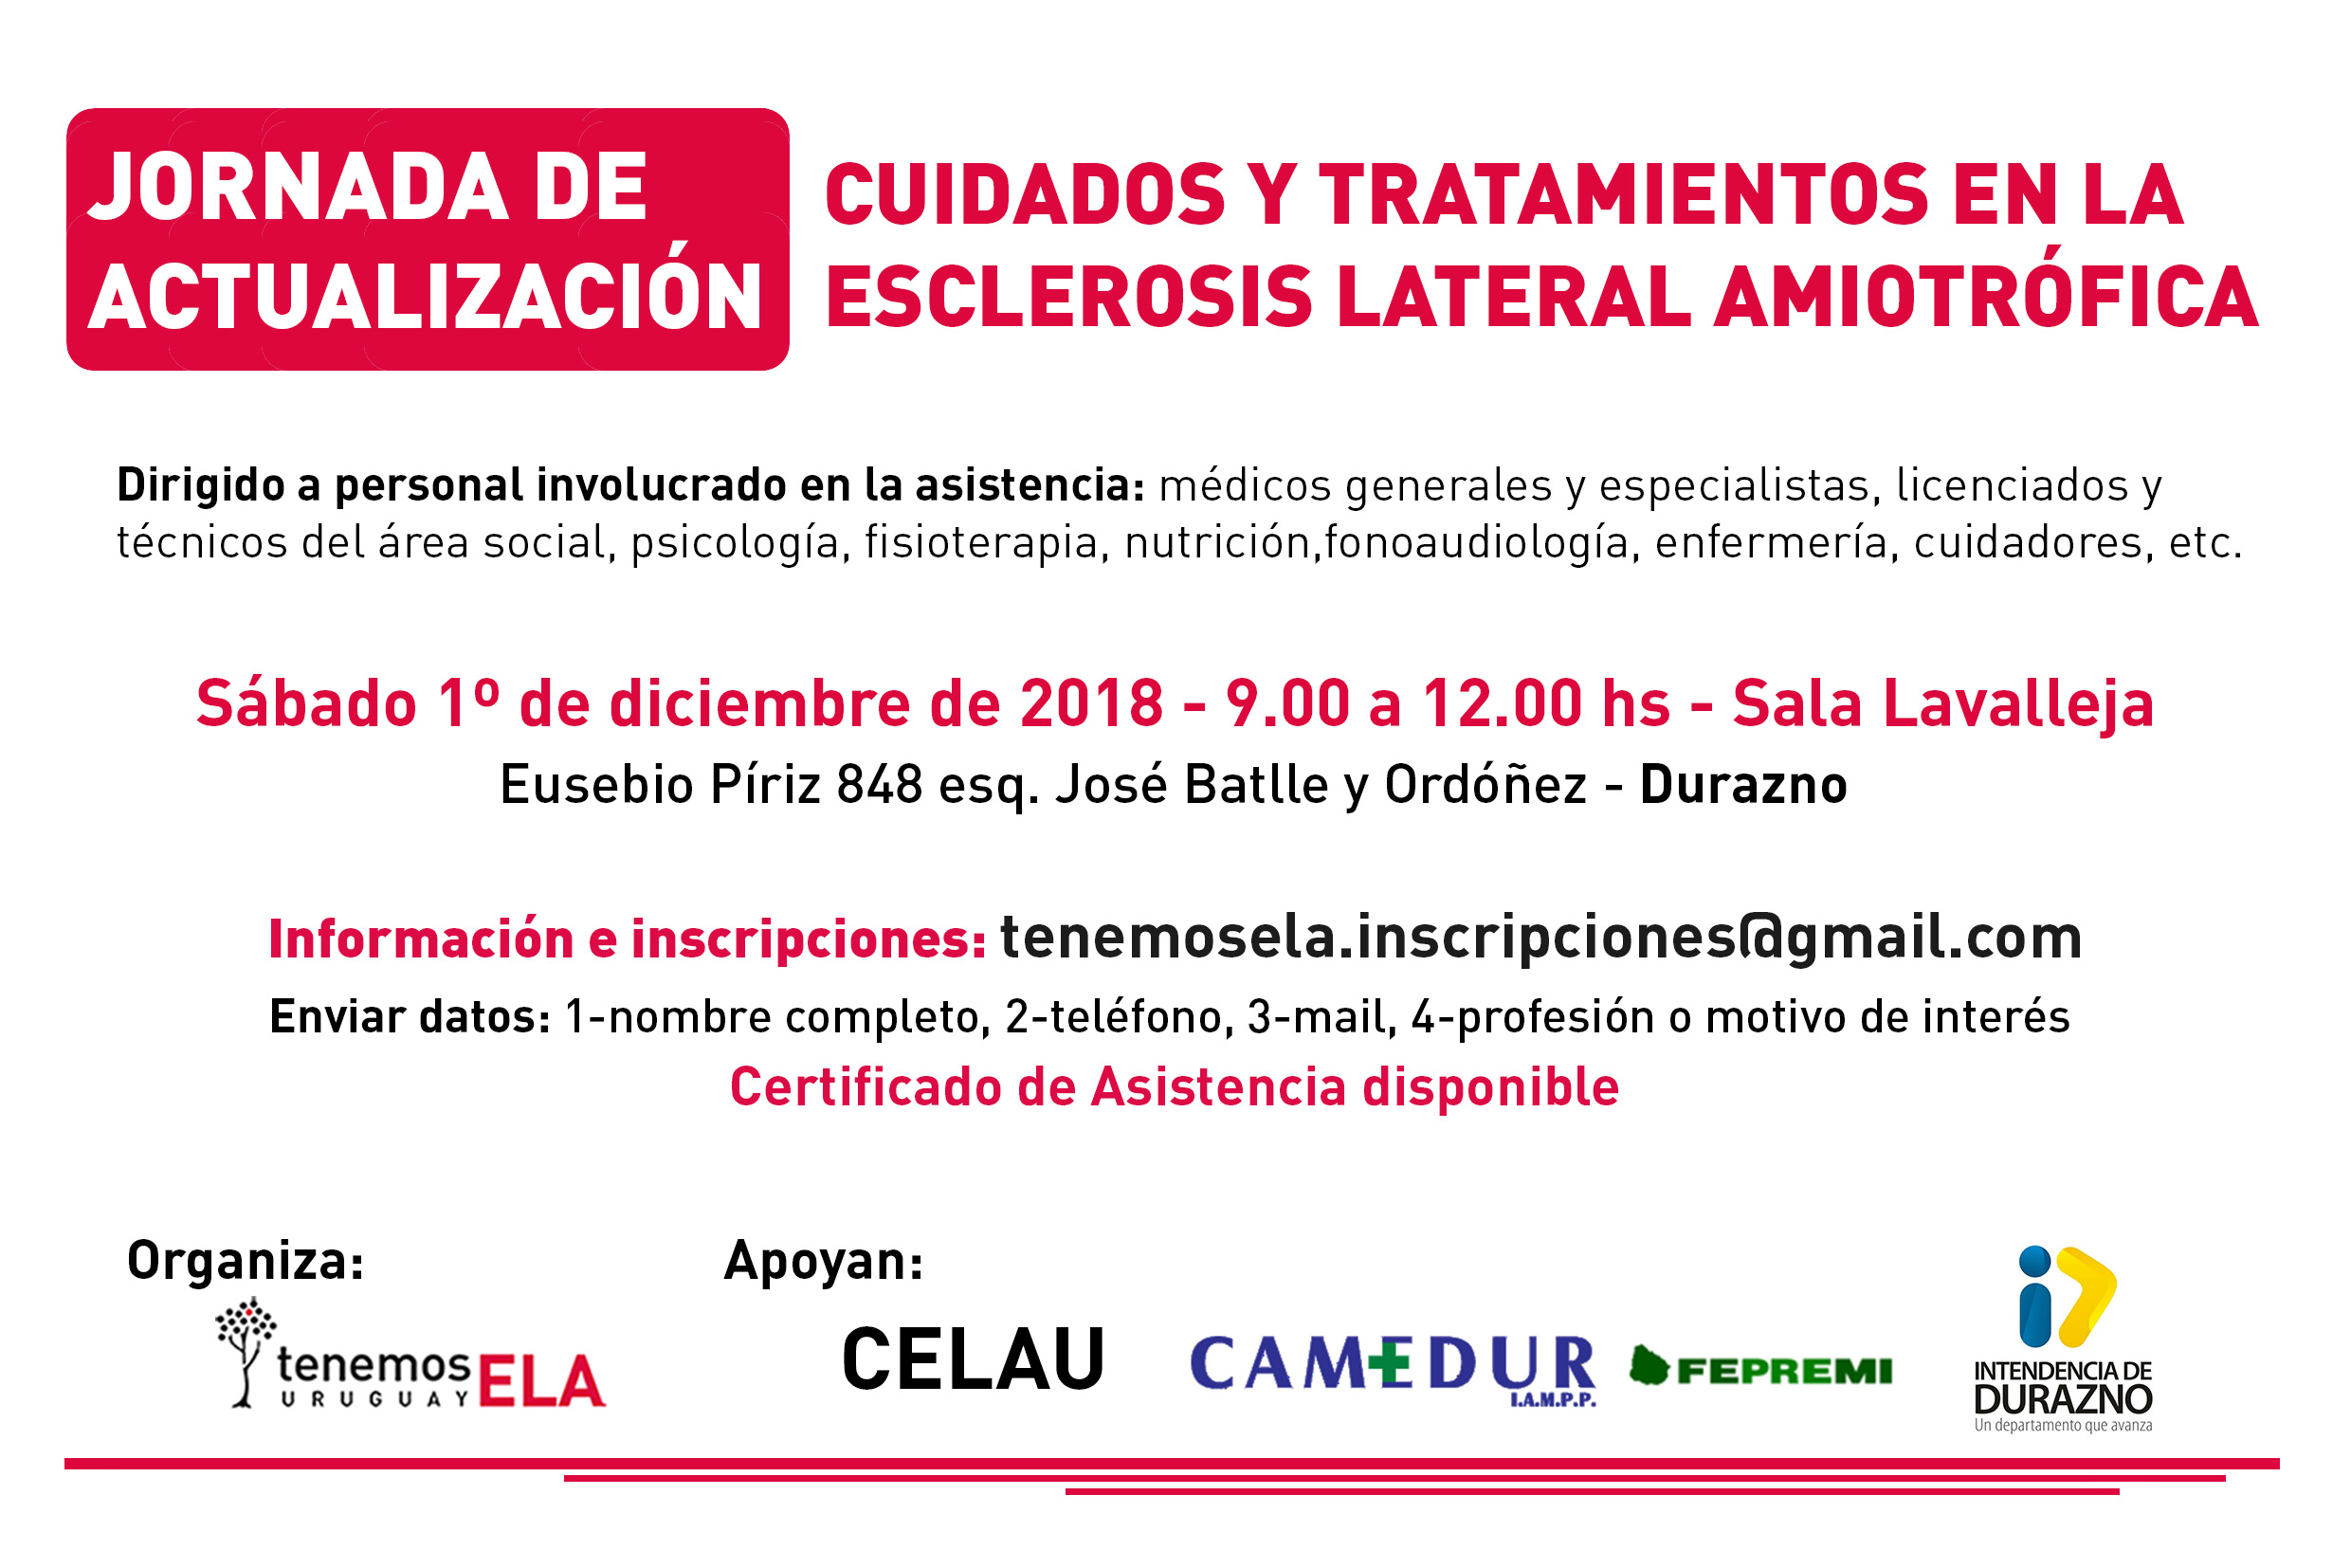 JORNADA DE
ACTUALIZACIÓN
CUIDADOS Y TRATAMIENTOS EN LA
ESCLEROSIS LATERAL AMIOTRÓFICA
Dirigido a personal involucrado en la asistencia: médicos generales y especialistas, licenciados y
técnicos del área social, psicología, fisioterapia, nutrición,fonoaudiología, enfermería, cuidadores, etc.
Sábado 1º de diciembre de 2018 - 9.00 a 12.00 hs - Sala Lavalleja
Eusebio Píriz 848 esq. José Batlle y Ordóñez - Durazno
Información e inscripciones: tenemosela.inscripciones@gmail.com
Enviar datos: 1-nombre completo, 2-teléfono, 3-mail, 4-profesión o motivo de interés
Certificado de Asistencia disponible
Organiza:
tenemos ELA
URUGUAY
Apoyan:
CELAU
CAMEDUR
I.A.M.P.P.
FEPREMI
INTENDENCIA DE
DURAZNO
Un departamento que avanza